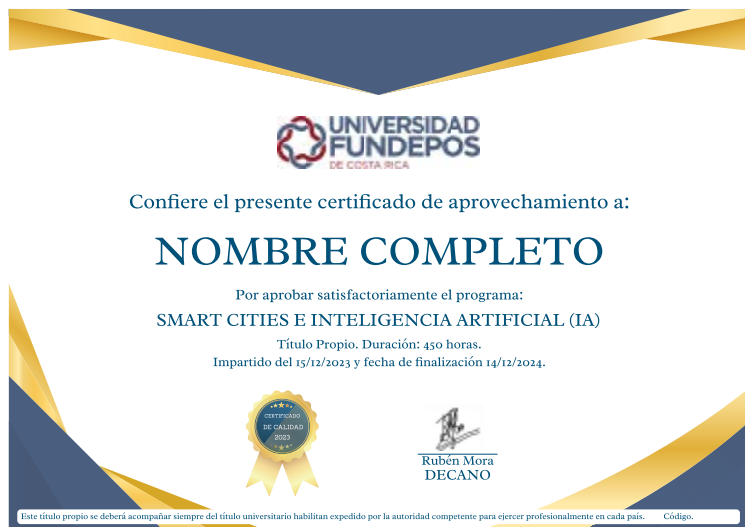 UNIVERSIDAD
FUNDEPOS
DE COSTA RICA
Confiere el presente certificado de aprovechamiento a:
NOMBRE COMPLETO
Por aprobar satisfactoriamente el programa:
SMART CITIES E INTELIGENCIA ARTIFICIAL (IA)
Título Propio. Duración: 450 horas.
Impartido del 15/12/2023 y fecha de finalización 14/12/2024.
CERTIFICADO
DE CALIDAD
2023
Rubén Mora
DECANO
Este título propio se deberá acompañar siempre del título universitario habilitan expedido por la autoridad competente para ejercer profesionalmente en cada país. Código.